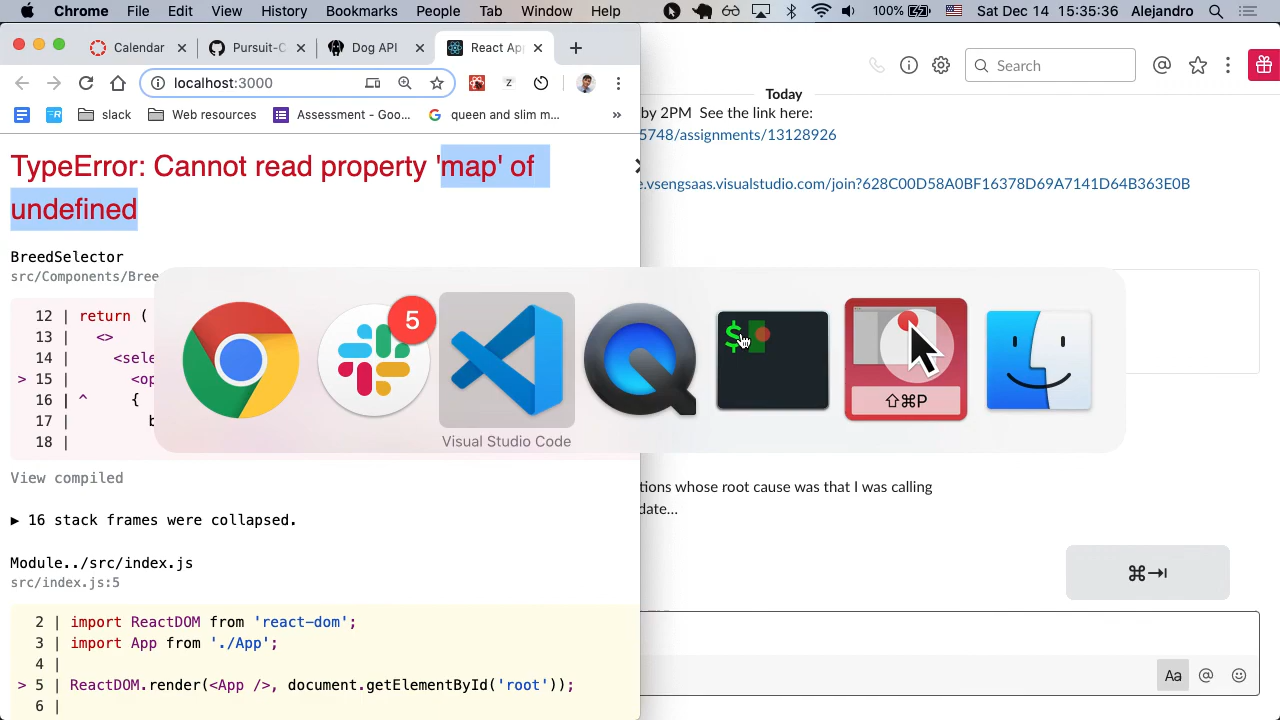 Chrome File Edit View History Bookmarks People Tab Window Help 100% Sat Dec 14 15:35:36 Alejandro
Calendar Pursuit-C Dog API React Ap
localhost:3000
slack Web resources Assessment - Goo... queen and slim m... »
TypeError: Cannot read property 'map' of
undefined
BreedSelector
src/Components/Bree
12 | return (
13 | <>
14 | <sele
> 15 | <op
16 | ^ {
17 | b
18 |
View compiled
▶ 16 stack frames were collapsed.
Module../src/index.js
src/index.js:5
2 | import ReactDOM from 'react-dom';
3 | import App from './App';
4 |
> 5 | ReactDOM.render(<App />, document.getElementById('root'));
6 |
Search
Today
by 2PM See the link here:
5748/assignments/13128926
e.vsengsaas.visualstudio.com/join?628C00D58A0BF16378D69A7141D64B363E0B
5
$
⇧⌘P
Visual Studio Code
tions whose root cause was that I was calling
date...
⌘⇥
Aa